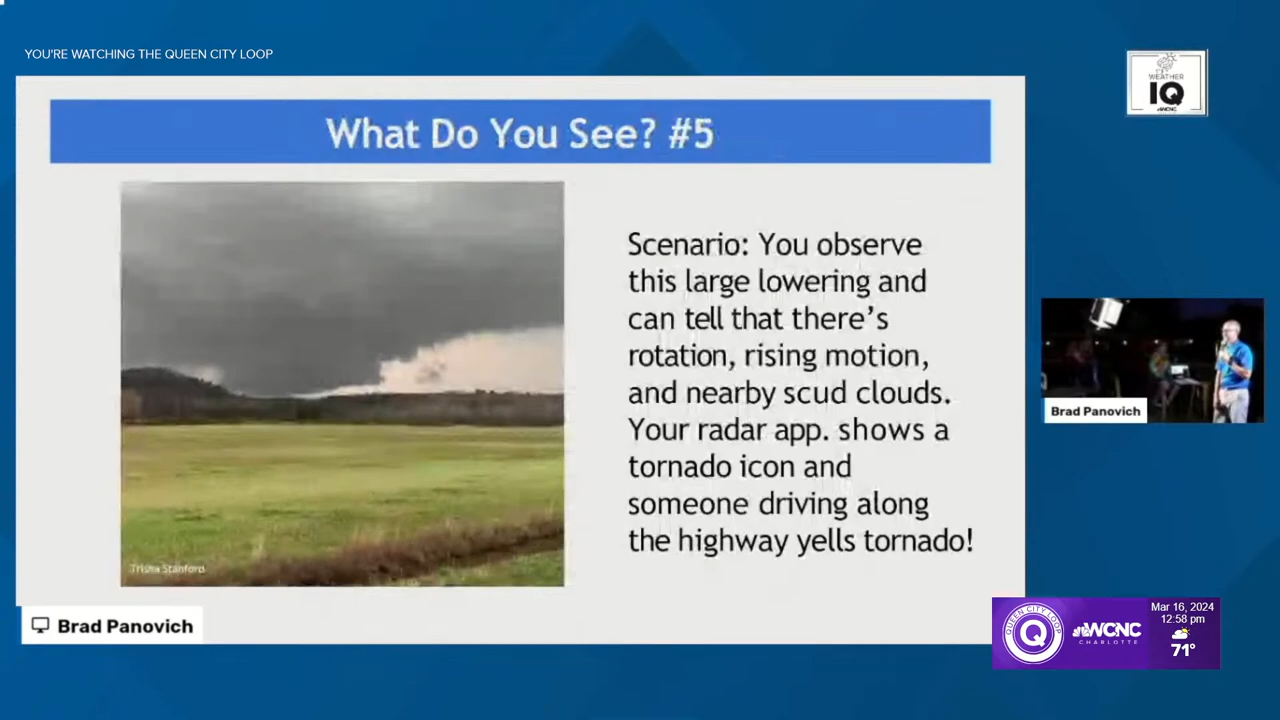 YOU'RE WATCHING THE QUEEN CITY LOOP
WEATHER
IQ
WCNC
What Do You See? #5
Scenario: You observe
this large lowering and
can tell that there's
rotation, rising motion,
and nearby scud clouds.
Your radar app. shows a
tornado icon and
someone driving along
the highway yells tornado!
Trisha Stanford
Brad Panovich
Brad Panovich
QUEEN CITY LOOP
Q
WCNC
CHARLOTTE
Mar 16, 2024
12:58 pm
71°